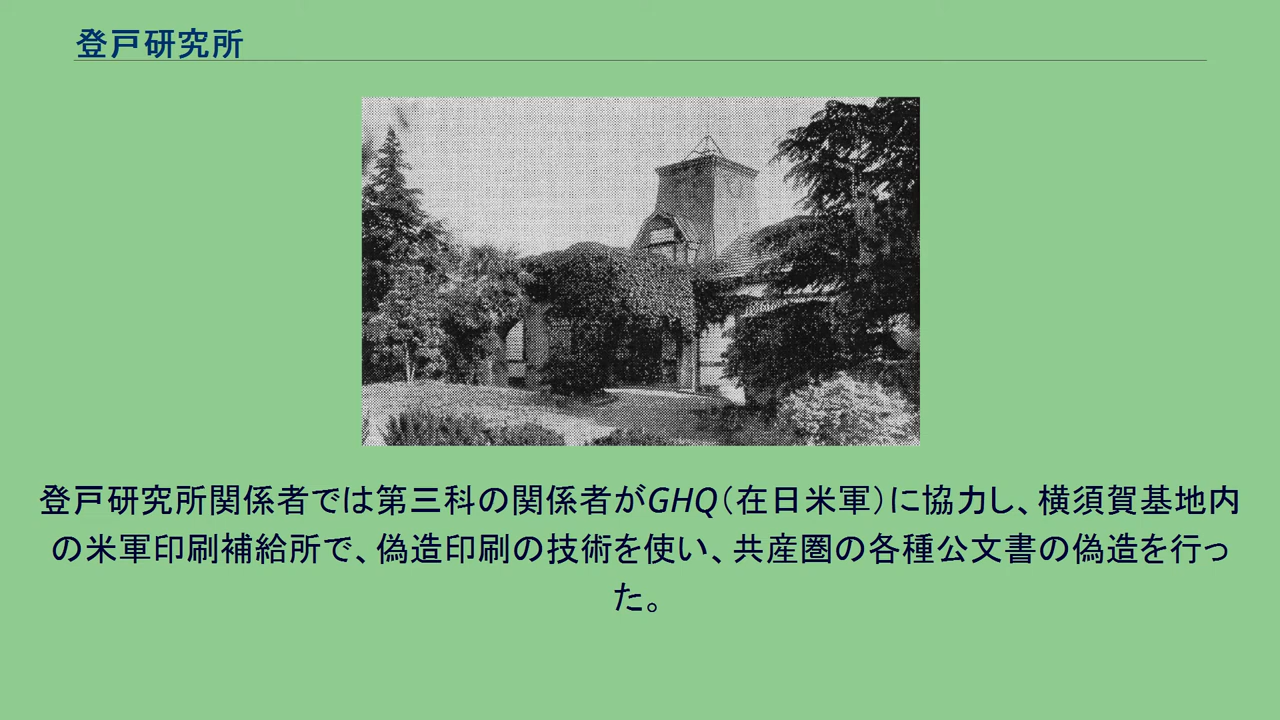 登戸研究所
登戸研究所関係者では第三科の関係者がGHQ（在日米軍）に協力し、横須賀基地内
の米軍印刷補給所で、偽造印刷の技術を使い、共産圏の各種公文書の偽造を行っ
た。